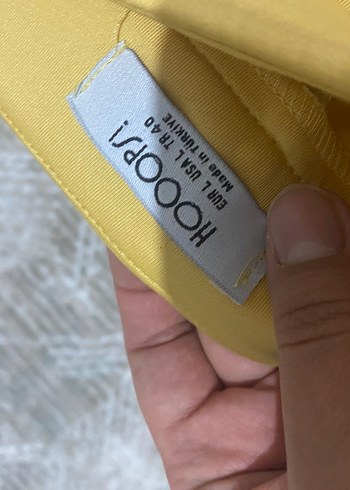 HOOOPS!
EUR L USA L TR 40
Made in TÜRKİYE